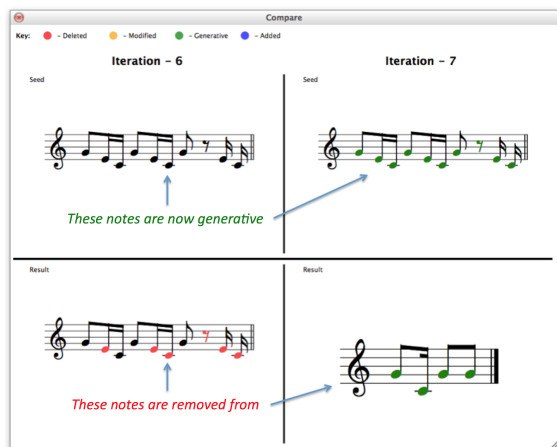 Compare
Key: - Deleted - Modified - Generative - Added
Iteration - 6 Iteration - 7
Seed Seed
These notes are now generative
Result Result
These notes are removed from